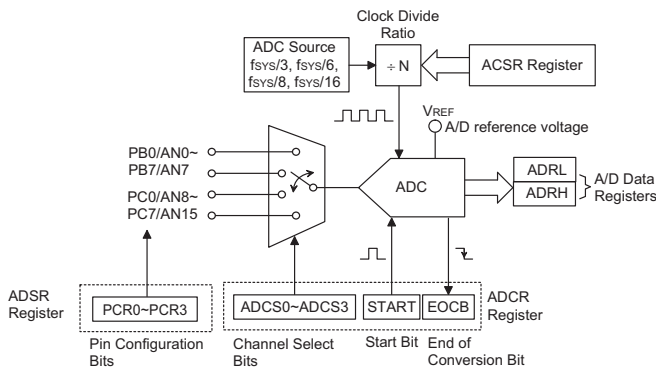 Clock Divide
Ratio
ADC Source
fSYS/3, fSYS/6,
fSYS/8, fSYS/16
÷ N
ACSR Register
VREF
A/D reference voltage
PB0/AN0~
PB7/AN7
PC0/AN8~
PC7/AN15
ADC
ADRL
ADRH
A/D Data
Registers
ADSR
Register
PCR0~PCR3
ADCS0~ADCS3
START
EOCB
ADCR
Register
Pin Configuration
Bits
Channel Select
Bits
Start Bit
End of
Conversion Bit